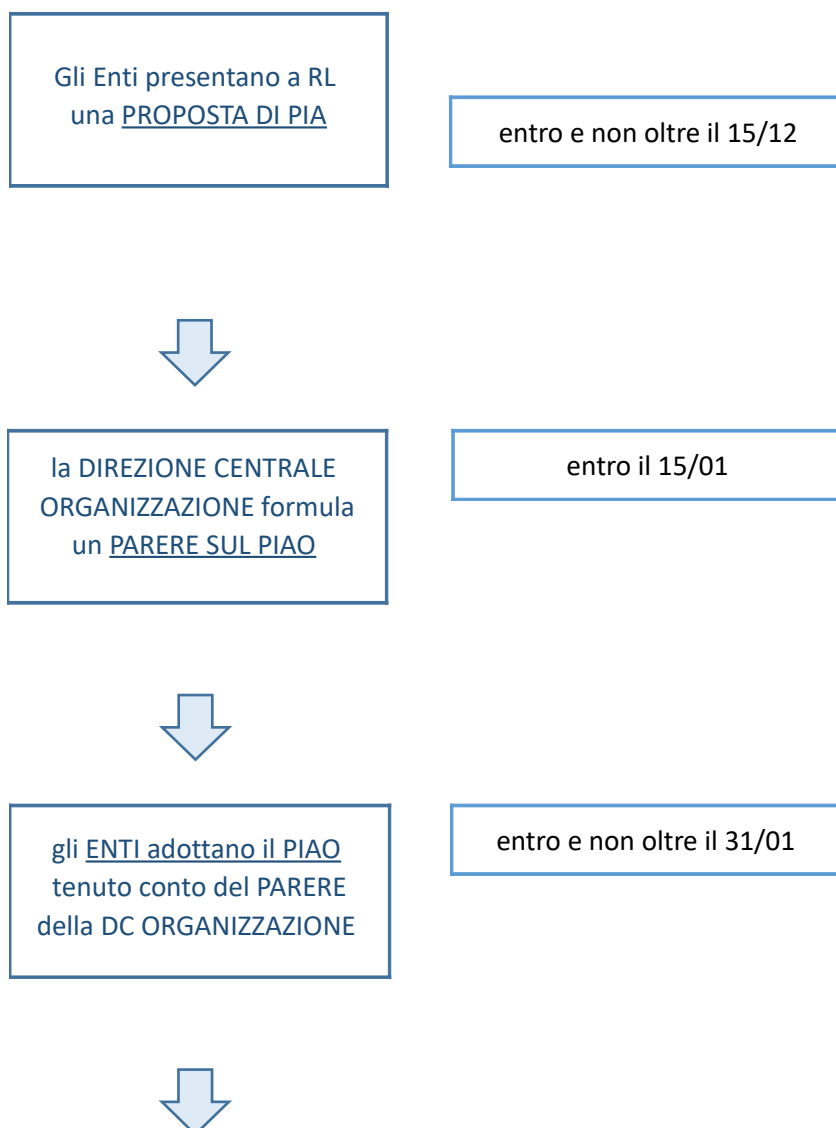 Gli Enti presentano a RL
una PROPOSTA DI PIA
entro e non oltre il 15/12
la DIREZIONE CENTRALE
ORGANIZZAZIONE formula
un PARERE SUL PIAO
entro il 15/01
gli ENTI adottano il PIAO
tenuto conto del PARERE
della DC ORGANIZZAZIONE
entro e non oltre il 31/01